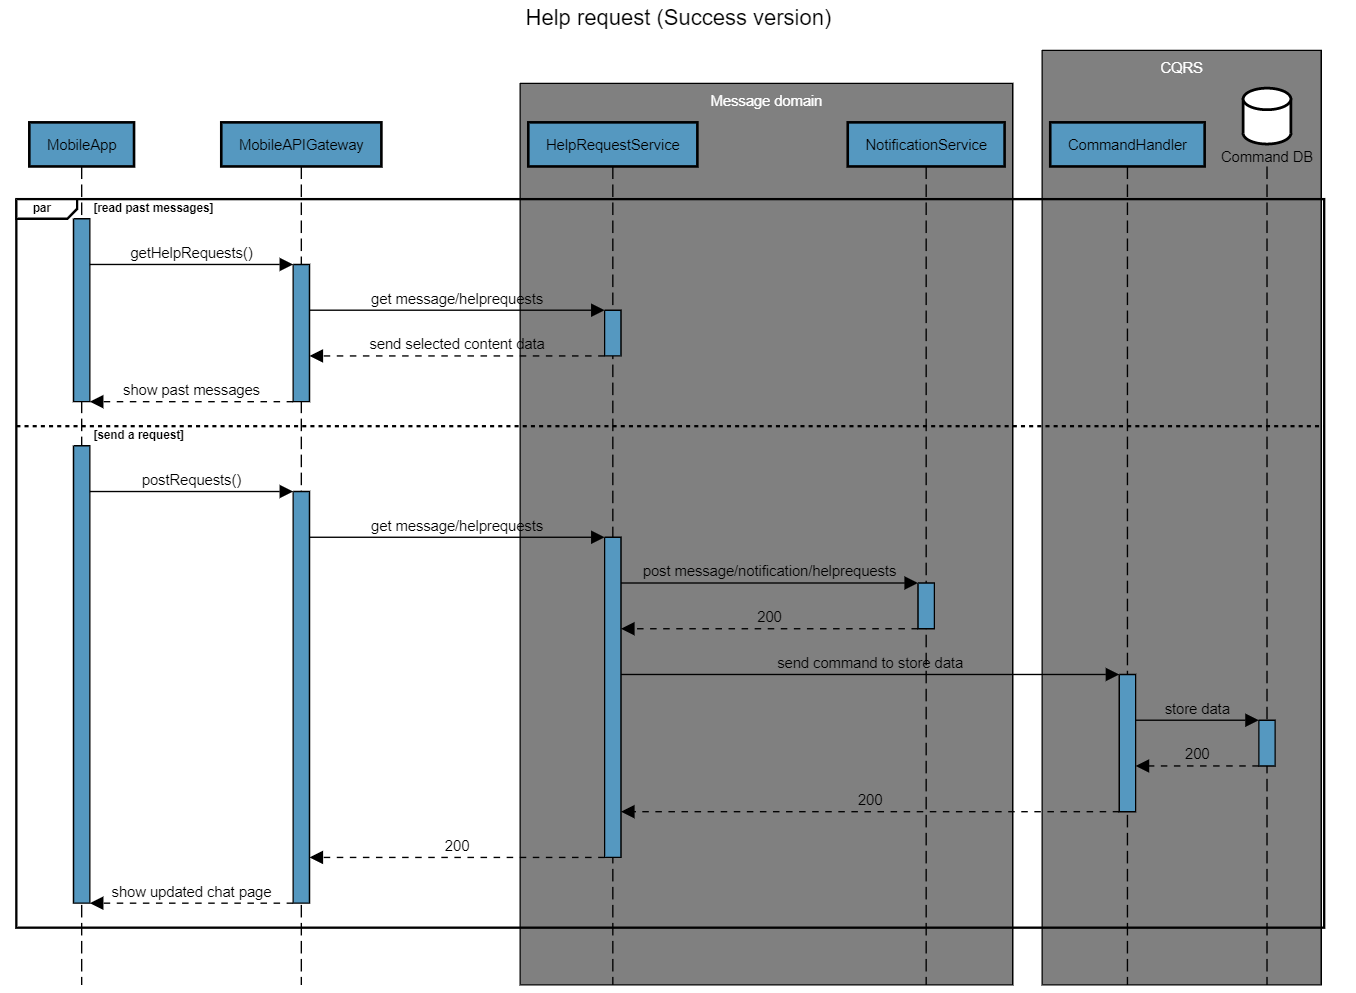 Help request (Success version)
CQRS
Message domain
MobileApp
MobileAPIGateway
HelpRequestService
NotificationService
CommandHandler
Command DB
par
[read past messages]
getHelpRequests()
get message/helprequests
send selected content data
show past messages
[send a request]
postRequests()
get message/helprequests
post message/notification/helprequests
200
send command to store data
store data
200
200
200
show updated chat page